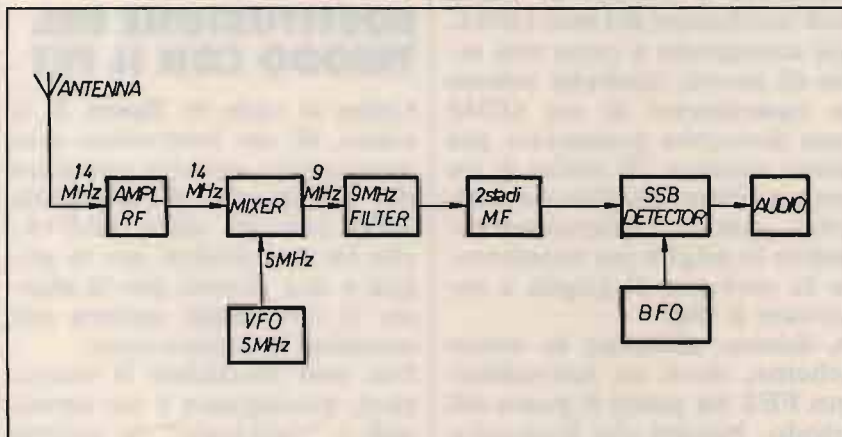 ANTENNA
14
MHz
AMPL
RF
14
MHz
MIXER
9
MHz
9MHz
FILTER
2stadi
MF
SSB
DETECTOR
AUDIO
5MHz
VFO
5MHz
BFO